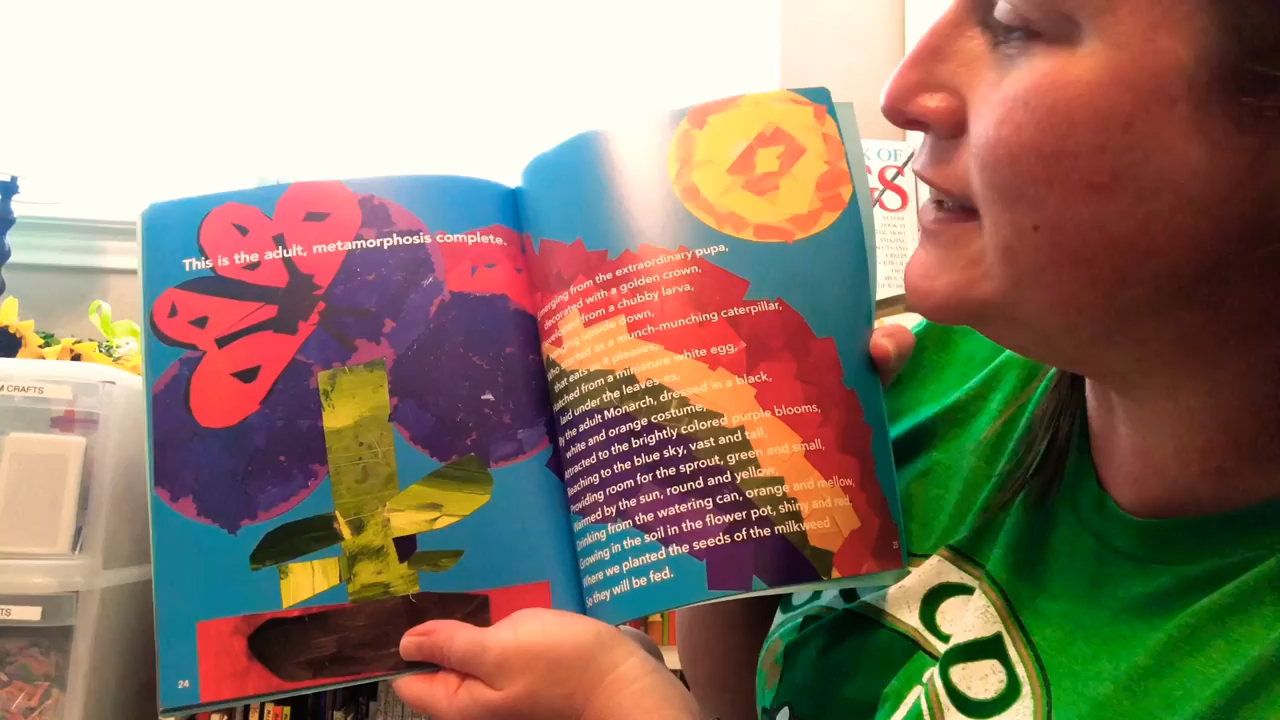 This is the adult, metamorphosis complete.
24
Emerging from the extraordinary pupa,
decorated with a golden crown,
Developed from a chubby larva,
upside down,
Who started as a munch-munching caterpillar,
that eats as it pleases,
Hatched from a miniature white egg,
laid under the leaves-es,
By the adult Monarch, dressed in a black,
white and orange costume,
Attracted to the brightly colored purple blooms,
Reaching to the blue sky, vast and tall,
Providing room for the sprout, green and small,
Warmed by the sun, round and yellow,
Drinking from the watering can, orange and mellow,
Growing in the soil in the flower pot, shiny and red,
Where we planted the seeds of the milkweed
So they will be fed.
OF
GS
CRAFTS